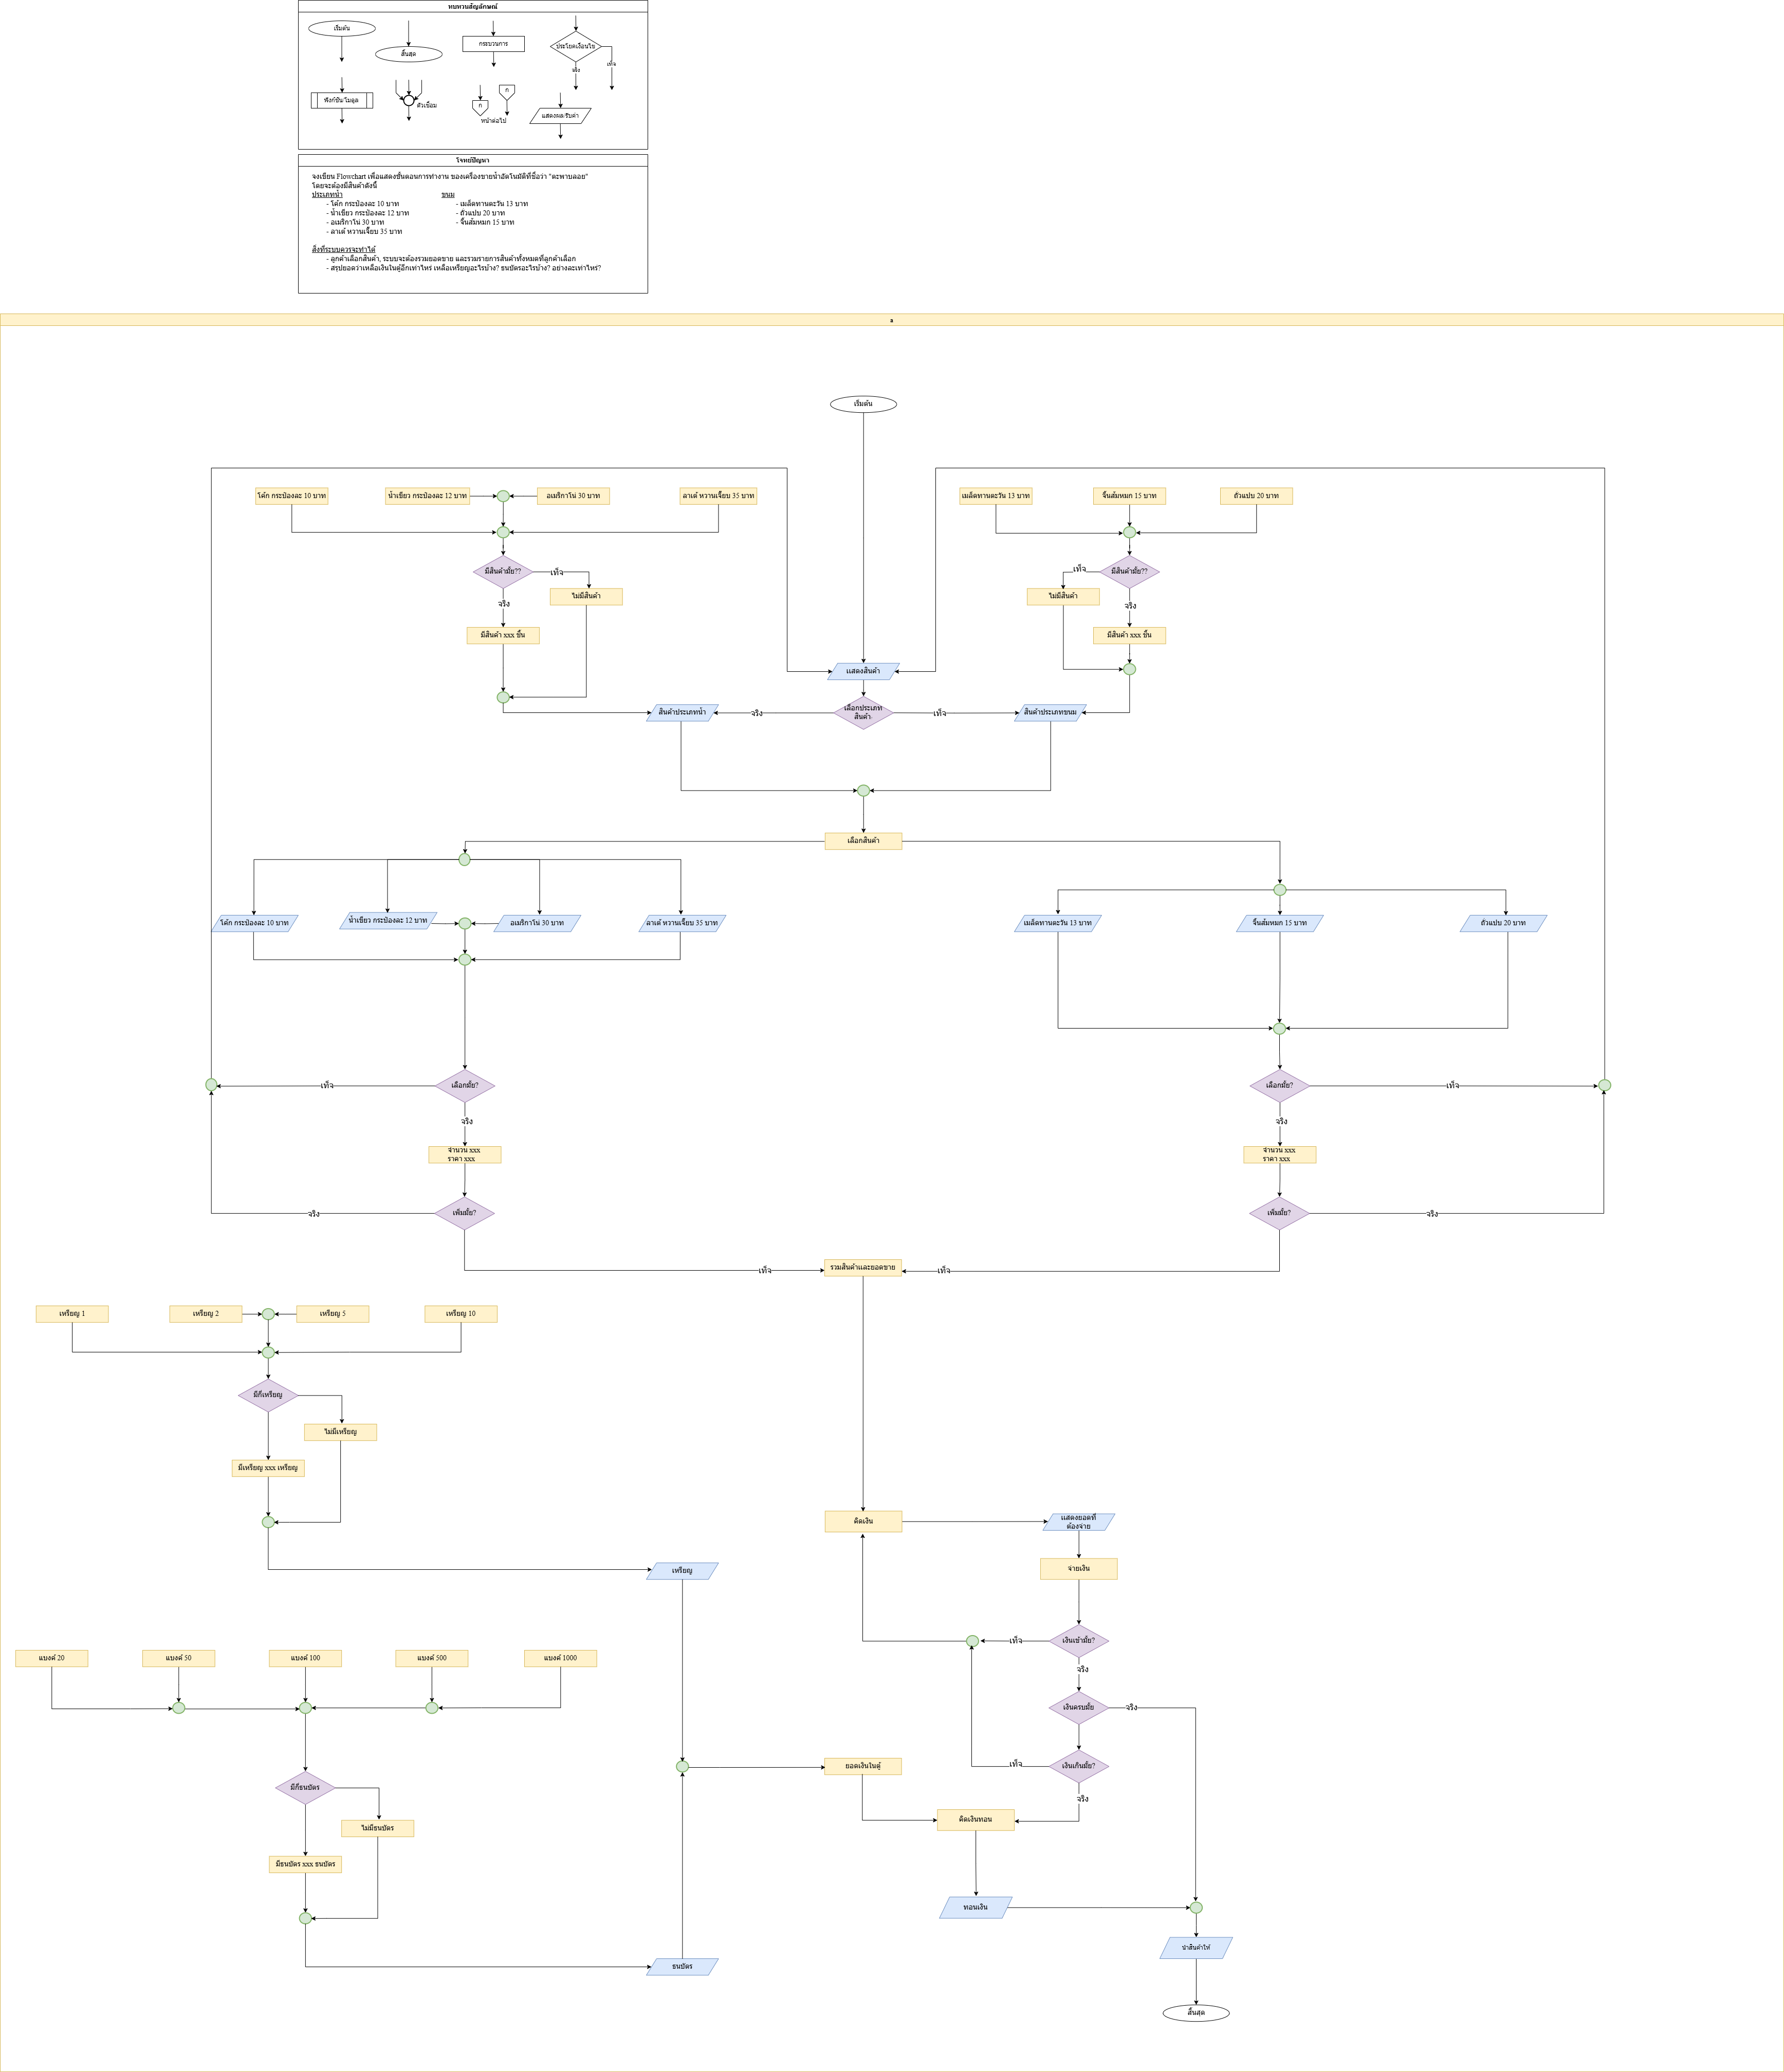 ทบทวนสัญลักษณ์
เริ่มต้น
สิ้นสุด
กระบวนการ
ประโยคเงื่อนไข
จริง
เท็จ
ฟังก์ชัน/โมดูล
ตัวเชื่อม
ก
ก
หน้าต่อไป
แสดงผล/รับค่า
โจทย์ปัญหา
จงเขียน Flowchart เพื่อแสดงขั้นตอนการทำงาน ของเครื่องขายน้ำอัตโนมัติที่ชื่อว่า "ตะพาบลอย"
โดยจะต้องมีสินค้าดังนี้
ประเภทน้ำ ขนม
- โค้ก กระป๋องละ 10 บาท - เมล็ดทานตะวัน 13 บาท
- น้ำเขียว กระป๋องละ 12 บาท - ถั่วแปบ 20 บาท
- อเมริกาโน่ 30 บาท - จิ้นส้มหมก 15 บาท
- ลาเต้ หวานเจี๊ยบ 35 บาท
สิ่งที่ระบบควรจะทำได้
- ลูกค้าเลือกสินค้า, ระบบจะต้องรวมยอดขาย และรวมรายการสินค้าทั้งหมดที่ลูกค้าเลือก
- สรุปยอดว่าเหลือเงินในตู้อีกเท่าไหร่ เหลือเหรียญอะไรบ้าง? ธนบัตรอะไรบ้าง? อย่างละเท่าไหร่?
a
เริ่มต้น
โค้ก กระป๋องละ 10 บาท
น้ำเขียว กระป๋องละ 12 บาท
อเมริกาโน่ 30 บาท
ลาเต้ หวานเจี๊ยบ 35 บาท
เมล็ดทานตะวัน 13 บาท
จิ้นส้มหมก 15 บาท
ถั่วแปบ 20 บาท
มีสินค้ามั้ย??
เท็จ
เท็จ
มีสินค้ามั้ย??
ไม่มีสินค้า
ไม่มีสินค้า
จริง
จริง
มีสินค้า xxx ชิ้น
มีสินค้า xxx ชิ้น
แสดงสินค้า
สินค้าประเภทน้ำ
จริง
เลือกประเภท
สินค้า
เท็จ
สินค้าประเภทขนม
เลือกสินค้า
โค้ก กระป๋องละ 10 บาท
น้ำเขียว กระป๋องละ 12 บาท
อเมริกาโน่ 30 บาท
ลาเต้ หวานเจี๊ยบ 35 บาท
เมล็ดทานตะวัน 13 บาท
จิ้นส้มหมก 15 บาท
ถั่วแปบ 20 บาท
เท็จ
เลือกมั้ย?
เลือกมั้ย?
เท็จ
จริง
จริง
จำนวน xxx
ราคา xxx
จำนวน xxx
ราคา xxx
จริง
เพิ่มมั้ย?
เพิ่มมั้ย?
จริง
เท็จ
รวมสินค้าและยอดขาย
เท็จ
เหรียญ 1
เหรียญ 2
เหรียญ 5
เหรียญ 10
มีกี่เหรียญ
ไม่มีเหรียญ
มีเหรียญ xxx เหรียญ
คิดเงิน
แสดงยอดที่
ต้องจ่าย
เหรียญ
จ่ายเงิน
เท็จ
เงินเข้ามั้ย?
จริง
แบงค์ 20
แบงค์ 50
แบงค์ 100
แบงค์ 500
แบงค์ 1000
เงินครบมั้ย
จริง
ยอดเงินในตู้
เท็จ
เงินเกินมั้ย?
จริง
มีกี่ธนบัตร
ไม่มีธนบัตร
คิดเงินทอน
มีธนบัตร xxx ธนบัตร
ทอนเงิน
ธนบัตร
นำสินค้าให้
สิ้นสุด